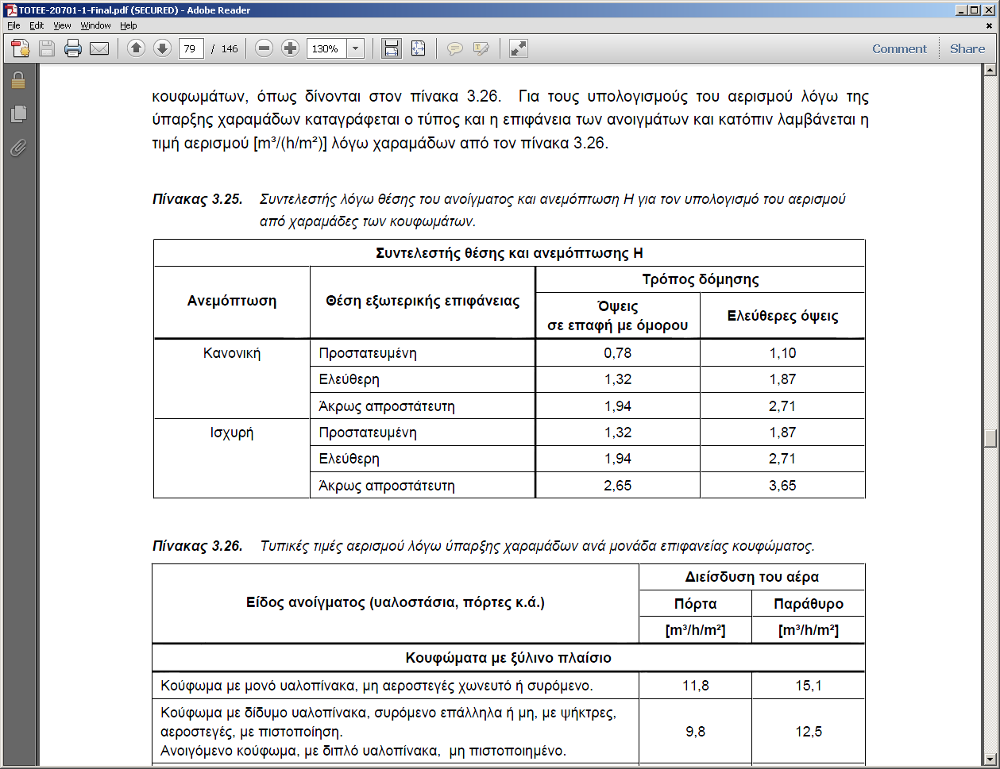 TOTEE-20701-1-Final.pdf (SECURED) - Adobe Reader
File Edit View Window Help
79 / 146 130% Comment Share
κουφωμάτων, όπως δίνονται στον πίνακα 3.26. Για τους υπολογισμούς του αερισμού λόγω της
ύπαρξης χαραμάδων καταγράφεται ο τύπος και η επιφάνεια των ανοιγμάτων και κατόπιν λαμβάνεται η
τιμή αερισμού [m³/(h/m²)] λόγω χαραμάδων από τον πίνακα 3.26.
Πίνακας 3.25. Συντελεστής λόγω θέσης του ανοίγματος και ανεμόπτωση Η για τον υπολογισμό του αερισμού
από χαραμάδες των κουφωμάτων.
Συντελεστής θέσης και ανεμόπτωσης Η
Ανεμόπτωση Θέση εξωτερικής επιφάνειας Τρόπος δόμησης
Όψεις
σε επαφή με όμορου
Ελεύθερες όψεις
Κανονική Προστατευμένη 0,78 1,10
Ελεύθερη 1,32 1,87
Άκρως απροστάτευτη 1,94 2,71
Ισχυρή Προστατευμένη 1,32 1,87
Ελεύθερη 1,94 2,71
Άκρως απροστάτευτη 2,65 3,65
Πίνακας 3.26. Τυπικές τιμές αερισμού λόγω ύπαρξης χαραμάδων ανά μονάδα επιφανείας κουφώματος.
Είδος ανοίγματος (υαλοστάσια, πόρτες κ.ά.) Διείσδυση του αέρα
Πόρτα Παράθυρο
[m³/h/m²] [m³/h/m²]
Κουφώματα με ξύλινο πλαίσιο
Κούφωμα με μονό υαλοπίνακα, μη αεροστεγές χωνευτό ή συρόμενο. 11,8 15,1
Κούφωμα με δίδυμο υαλοπίνακα, συρόμενο επάλληλα ή μη, με ψήκτρες,
αεροστεγές, με πιστοποίηση. 9,8 12,5
Ανοιγόμενο κούφωμα, με διπλό υαλοπίνακα, μη πιστοποιημένο.